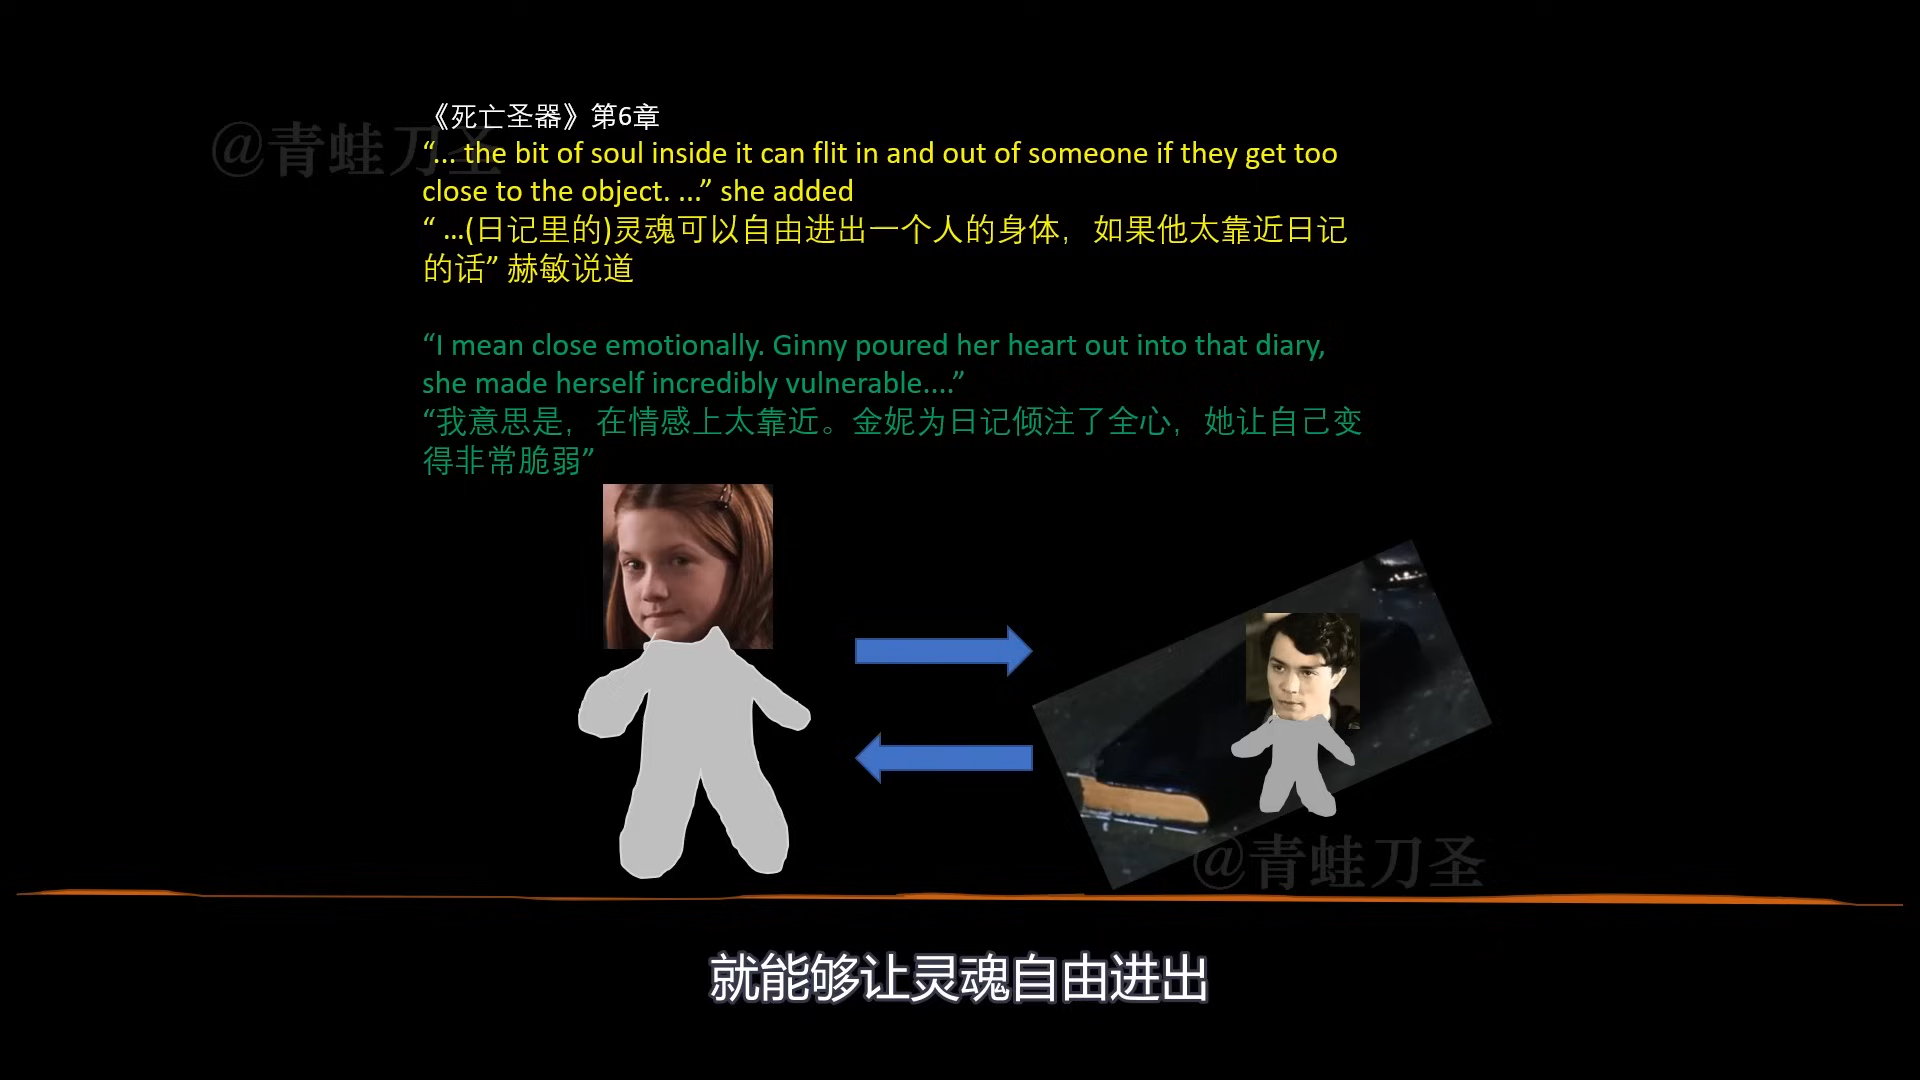 《死亡圣器》第6章
@青蛙刀圣
“... the bit of soul inside it can flit in and out of someone if they get too
close to the object. ...” she added
“ ...(日记里的)灵魂可以自由进出一个人的身体，如果他太靠近日记
的话” 赫敏说道
“I mean close emotionally. Ginny poured her heart out into that diary,
she made herself incredibly vulnerable....”
“我意思是，在情感上太靠近。金妮为日记倾注了全心，她让自己变
得非常脆弱”
@青蛙刀圣
就能够让灵魂自由进出